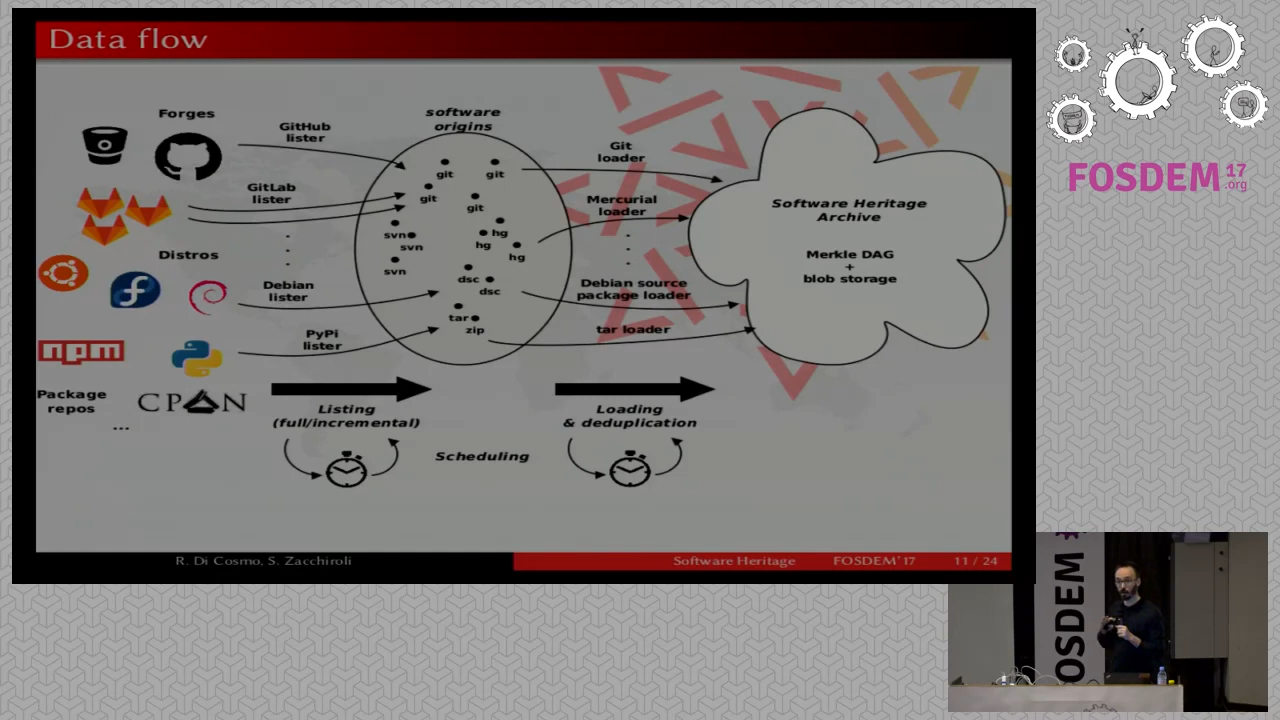 Data flow
Forges
GitHub
lister
GitLab
lister
.
.
.
Distros
Debian
lister
PyPi
lister
npm
Package
repos
CPAN
...
software
origins
git
git
git
git
svn
svn
svn
hg
hg
hg
dsc
dsc
tar
zip
Git
loader
Mercurial
loader
.
.
.
Debian source
package loader
tar loader
Software Heritage
Archive
Merkle DAG
+
blob storage
Listing
(full/incremental)
Scheduling
Loading
& deduplication
R. Di Cosmo, S. Zacchiroli
Software Heritage
FOSDEM'17
11 / 24
FOSDEM 17
.org
OSDEM